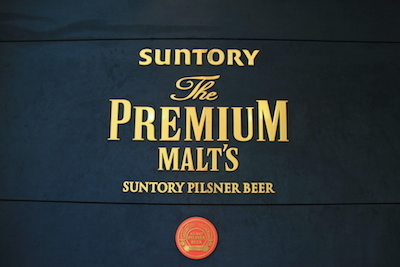 SUNTORY
The
PREMIUM
MALT'S
SUNTORY PILSNER BEER